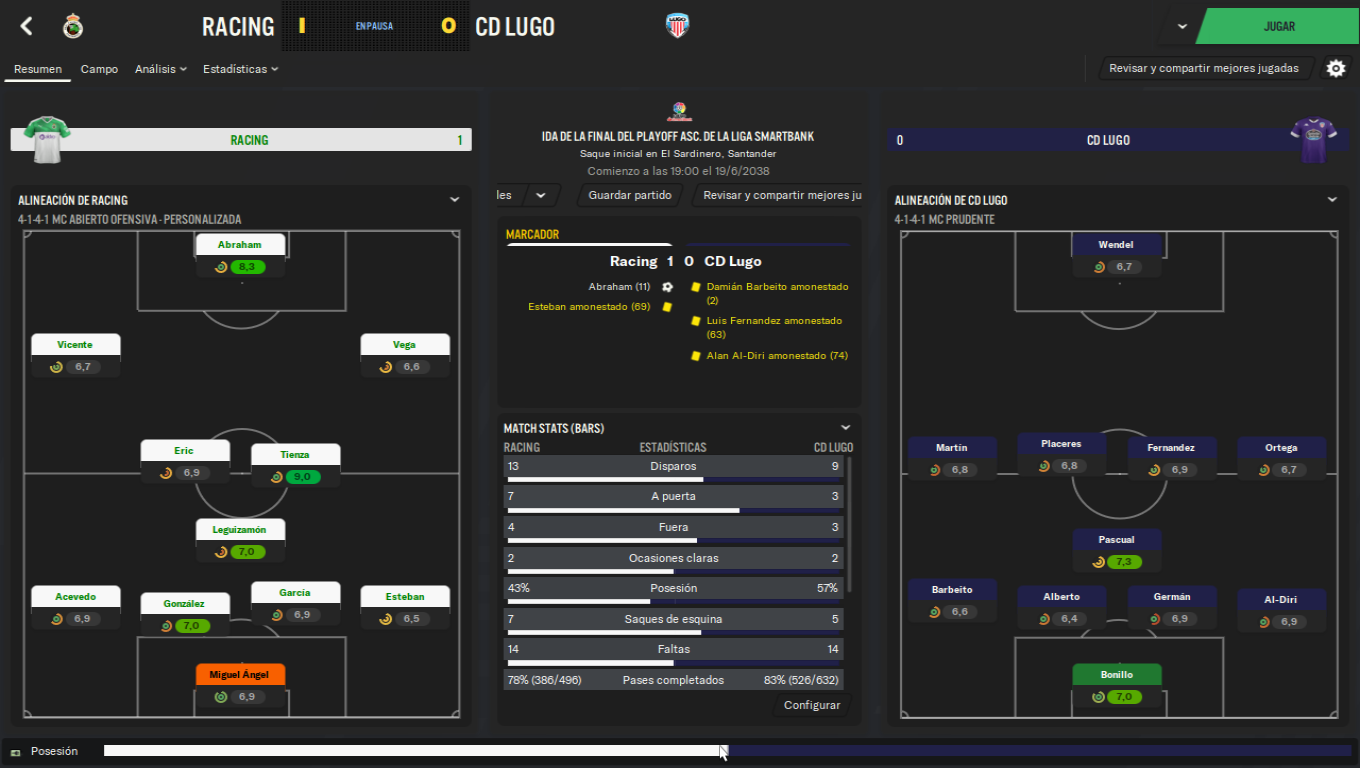 RACING 1 EN PAUSA 0 CD LUGO
JUGAR
Resumen Campo Análisis Estadísticas
Revisar y compartir mejores jugadas
RACING 1
IDA DE LA FINAL DEL PLAYOFF ASC. DE LA LIGA SMARTBANK
Saque inicial en El Sardinero, Santander
Comienzo a las 19:00 el 19/6/2038
les Guardar partido Revisar y compartir mejores ju
0 CD LUGO
ALINEACIÓN DE RACING
4-1-4-1 MC ABIERTO OFENSIVA - PERSONALIZADA
Abraham
8,3
Vicente Vega
6,7 6,6
Eric Tienza
6,9 9,0
Leguizamón
7,0
Acevedo González García Esteban
6,9 7,0 6,9 6,5
Miguel Ángel
6,9
MARCADOR
Racing 1 0 CD Lugo
Abraham (11)
Esteban amonestado (69)
Damián Barbeito amonestado
(2)
Luis Fernandez amonestado
(63)
Alan Al-Diri amonestado (74)
MATCH STATS (BARS)
RACING ESTADÍSTICAS CD LUGO
13 Disparos 9
7 A puerta 3
4 Fuera 3
2 Ocasiones claras 2
43% Posesión 57%
7 Saques de esquina 5
14 Faltas 14
78% (386/496) Pases completados 83% (526/632)
Configurar
ALINEACIÓN DE CD LUGO
4-1-4-1 MC PRUDENTE
Wendel
6,7
Martín Placeres Fernandez Ortega
6,8 6,8 6,9 6,7
Pascual
7,3
Barbeito Alberto Germán Al-Diri
6,6 6,4 6,9 6,9
Bonillo
7,0
Posesión